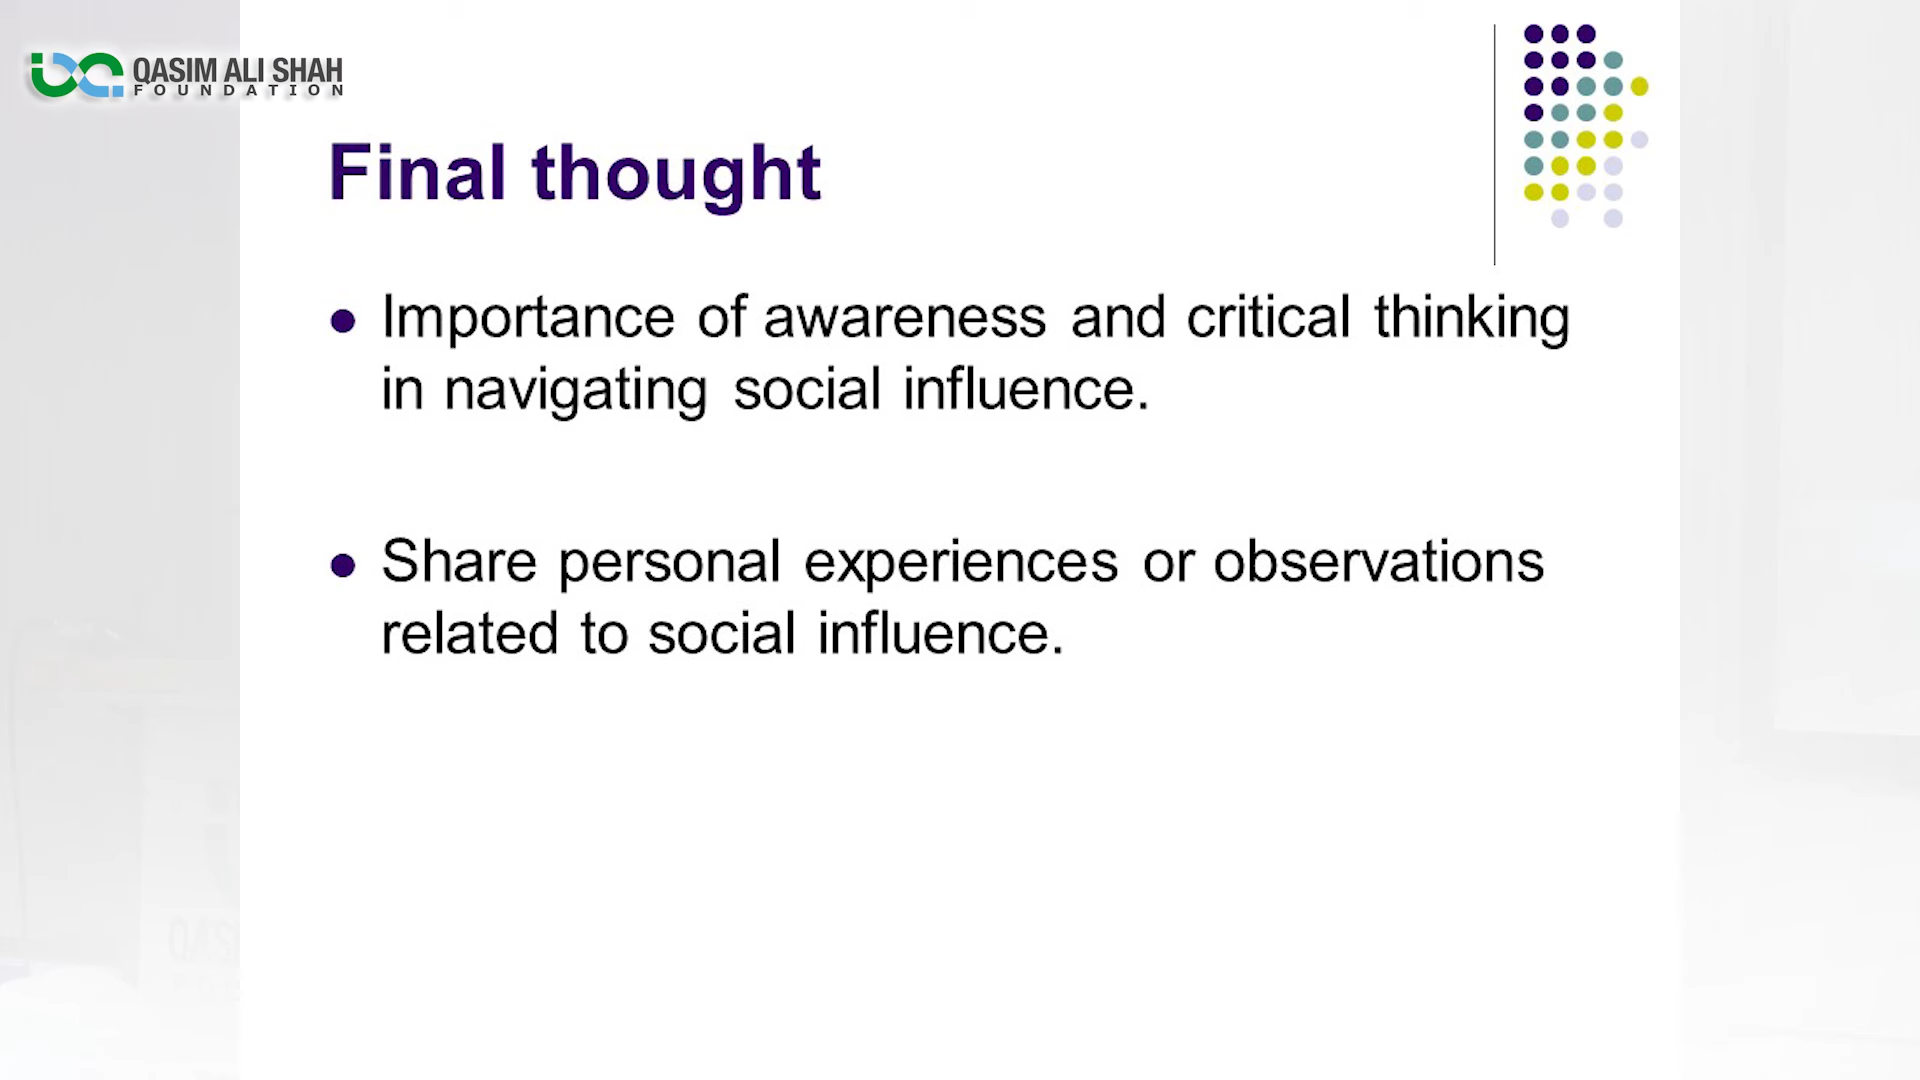 QASIM ALI SHAH
FOUNDATION
Final thought
Importance of awareness and critical thinking
in navigating social influence.
Share personal experiences or observations
related to social influence.